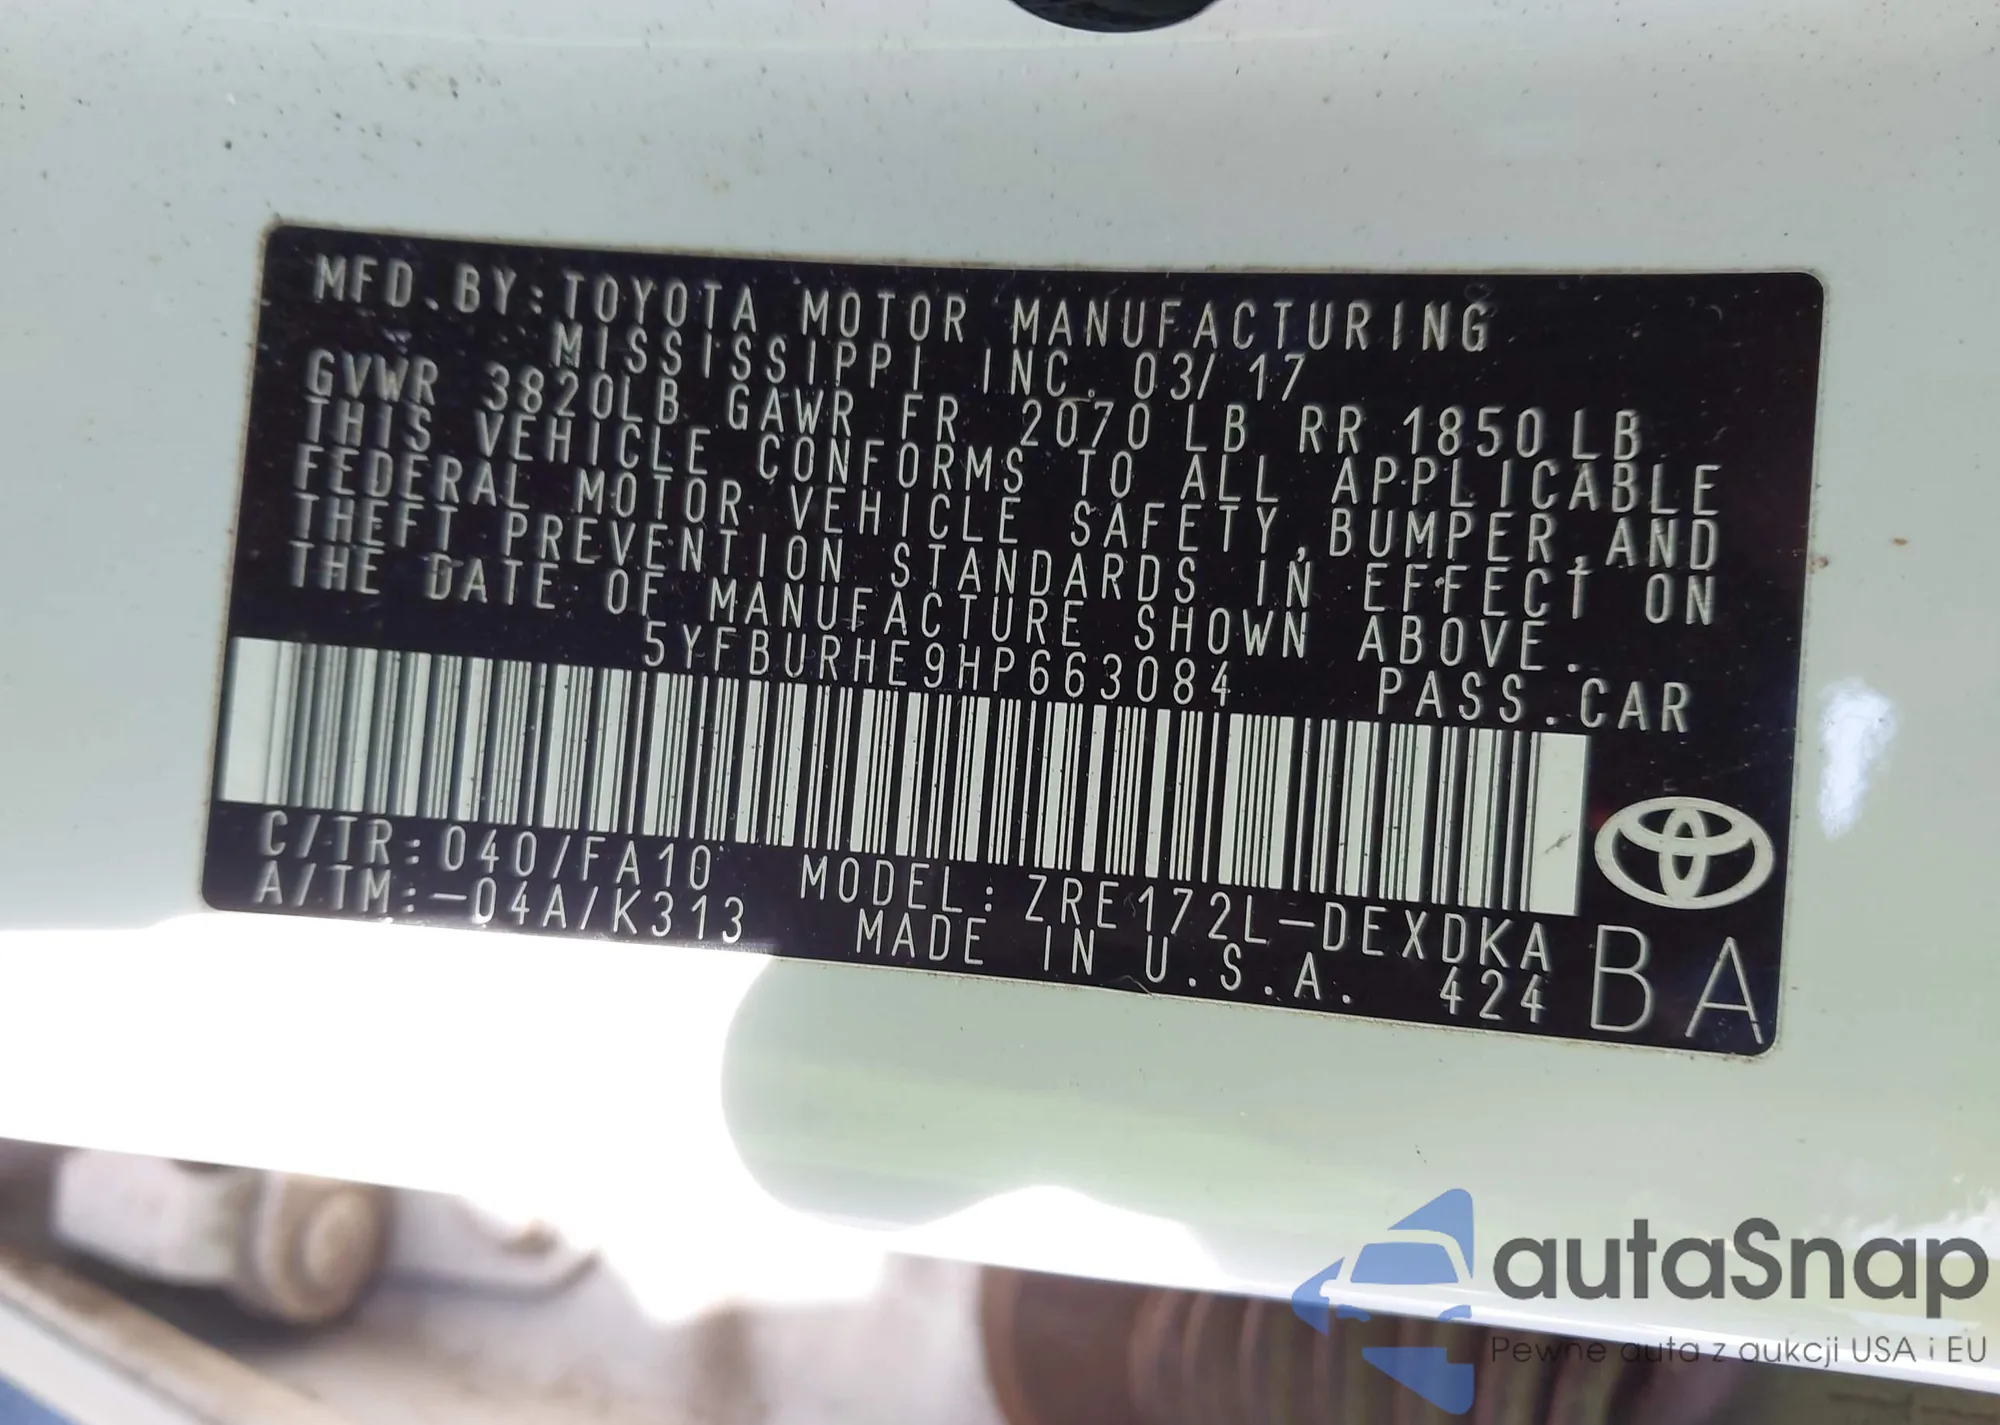 MFD.BY:TOYOTA MOTOR MANUFACTURING
MISSISSIPPI INC. 03/17
GVWR 3820LB GAWR FR 2070LB RR 1850LB
THIS VEHICLE CONFORMS TO ALL APPLICABLE
FEDERAL MOTOR VEHICLE SAFETY,BUMPER,AND
THEFT PREVENTION STANDARDS IN EFFECT ON
THE DATE OF MANUFACTURE SHOWN ABOVE.
5YFBURHE9HP663084 PASS.CAR
C/TR:040/FA10 MODEL:ZRE172L-DEXDKA
A/TM:-04A/K313 MADE IN U.S.A. 424
BA
autaSnap
Pewne auta z aukcji USA i EU